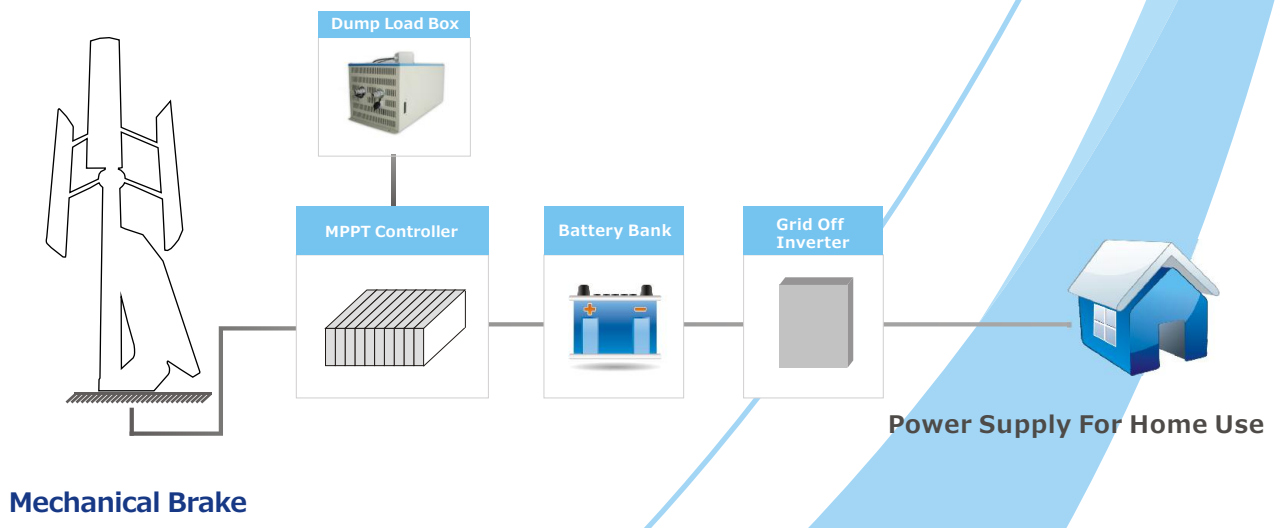 Dump Load Box
MPPT Controller
Battery Bank
Grid Off
Inverter
+ −
Power Supply For Home Use
Mechanical Brake